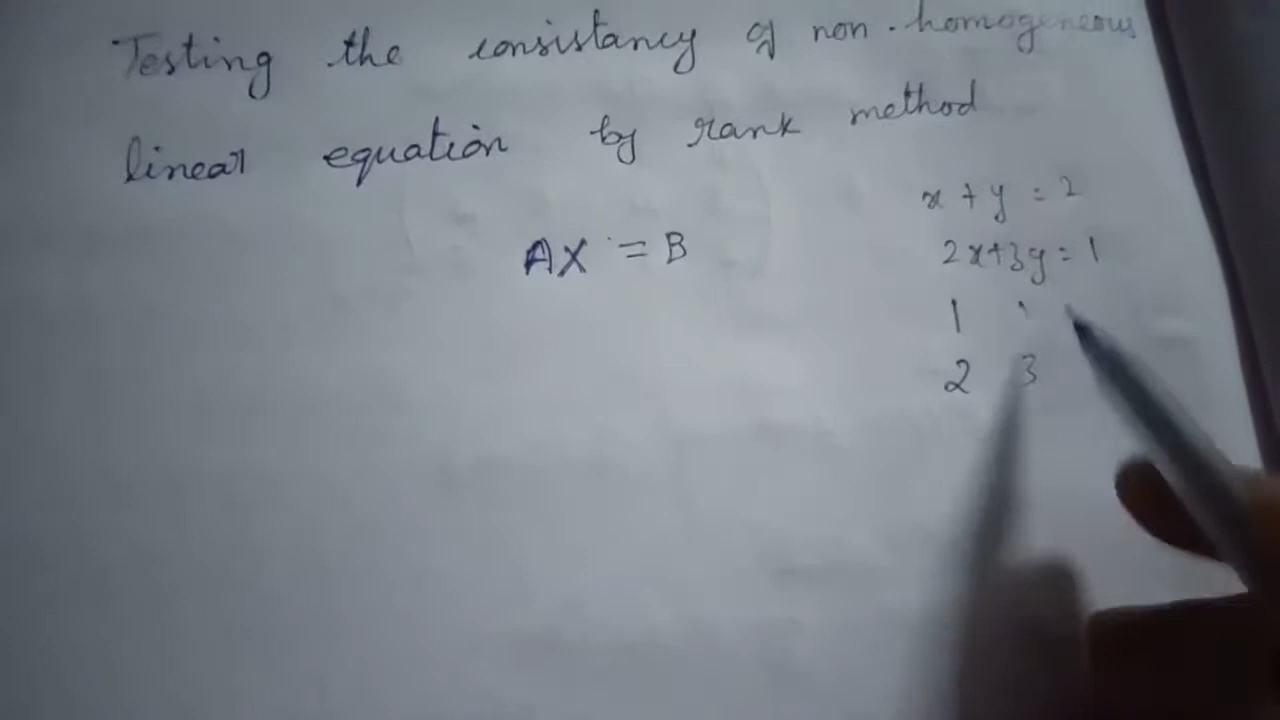 Testing the consistancy of non-homogeneous
linear equation by rank method
x + y = 2
AX = B
2x+3y=1
1 1
2 3